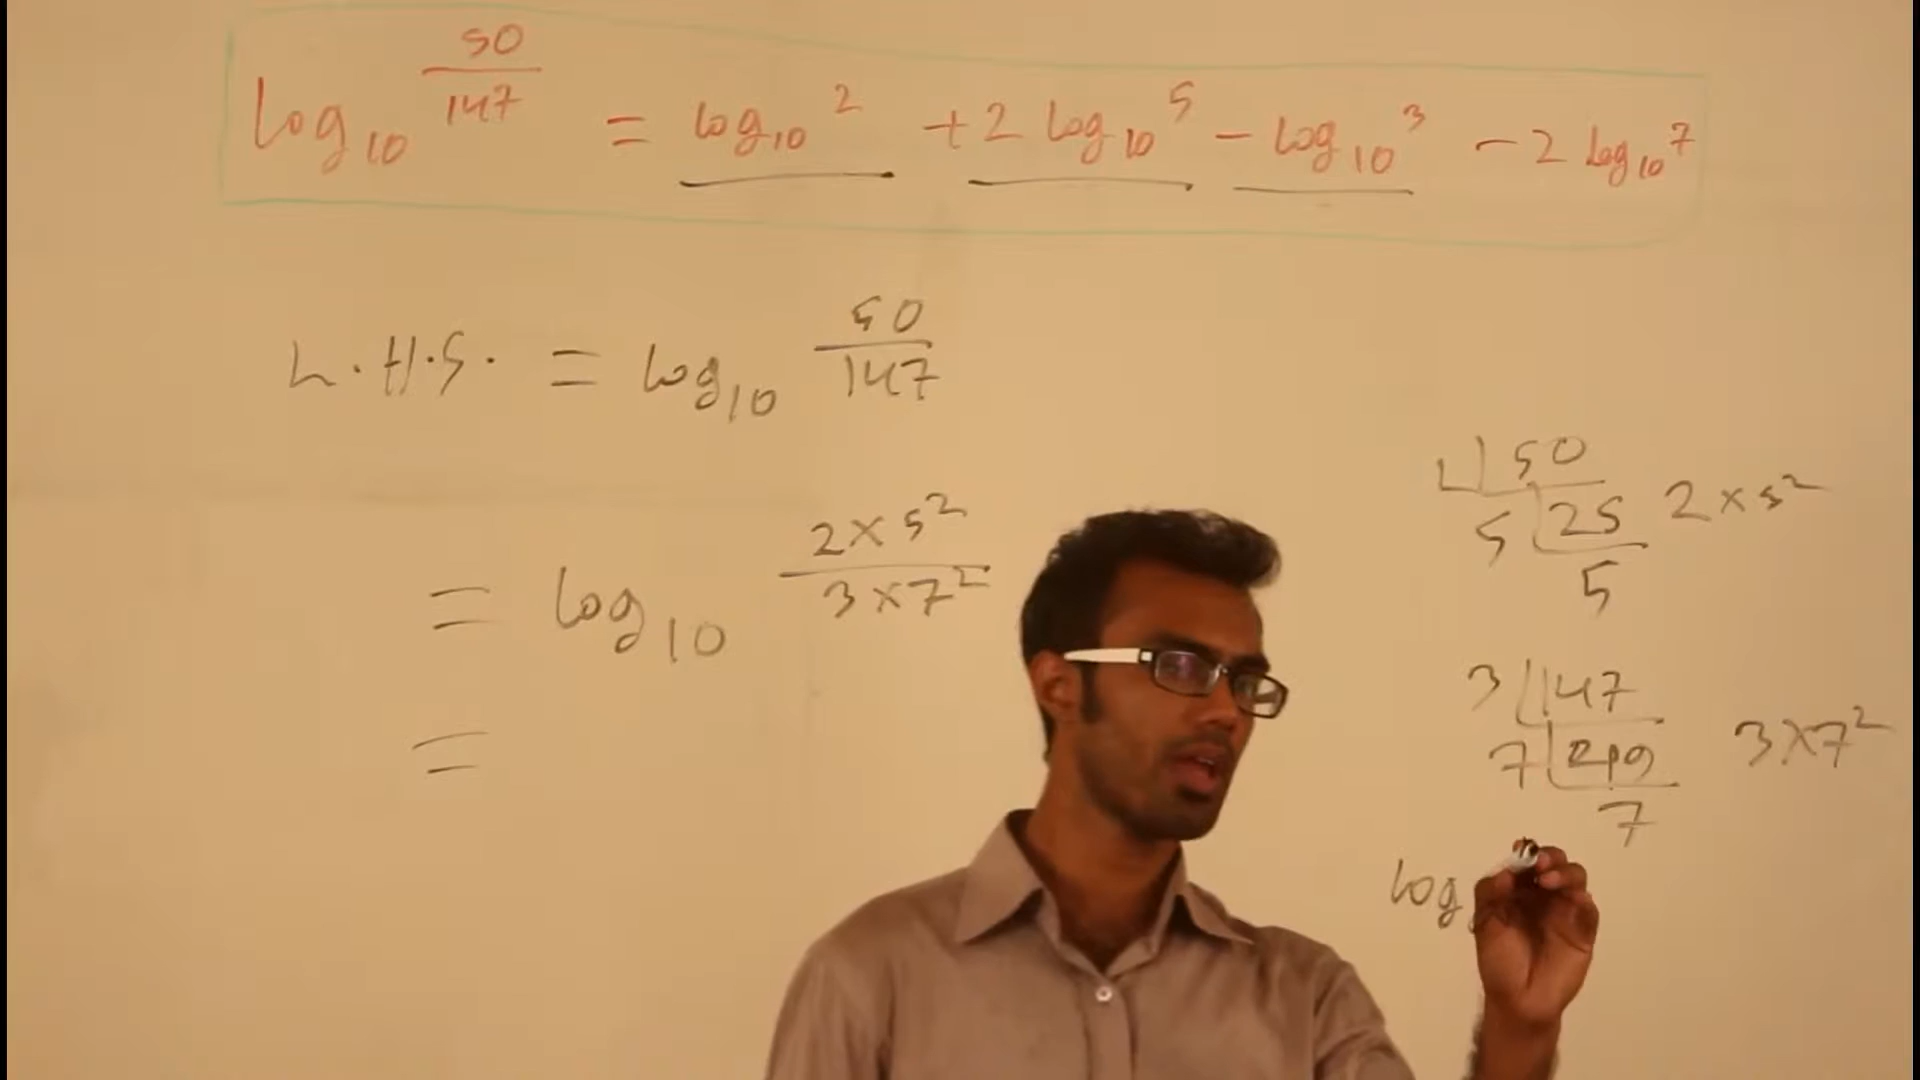 log₁₀ 50/147 = log₁₀ 2 + 2 log₁₀ 5 - log₁₀ 3 - 2 log₁₀ 7
L.H.S. = log₁₀ 50/147
= log₁₀ 2×5²/3×7²
=
50
5 25 2×5²
5
3 147
7 49 3×7²
7
log